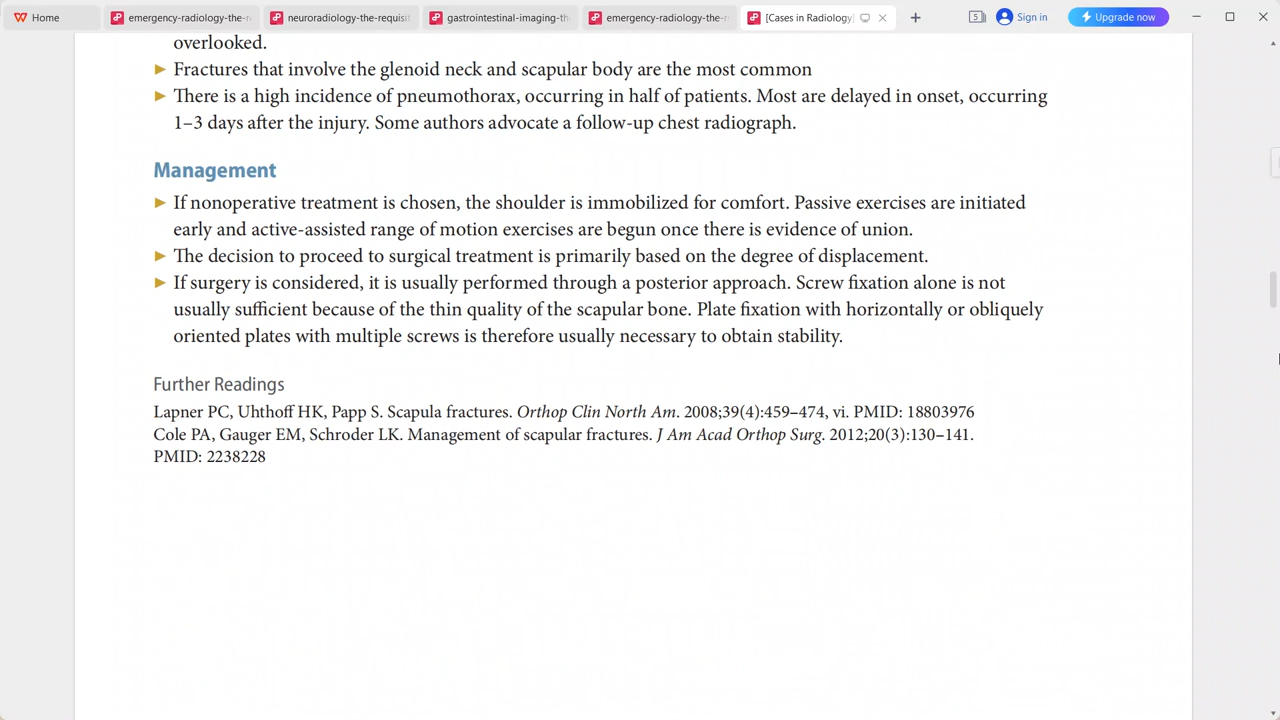 Home
emergency-radiology-the-r
neuroradiology-the-requisit
gastrointestinal-imaging-th
emergency-radiology-the-r
[Cases in Radiology]
5
Sign in
Upgrade now
overlooked.
► Fractures that involve the glenoid neck and scapular body are the most common
► There is a high incidence of pneumothorax, occurring in half of patients. Most are delayed in onset, occurring
1–3 days after the injury. Some authors advocate a follow-up chest radiograph.
Management
► If nonoperative treatment is chosen, the shoulder is immobilized for comfort. Passive exercises are initiated
early and active-assisted range of motion exercises are begun once there is evidence of union.
► The decision to proceed to surgical treatment is primarily based on the degree of displacement.
► If surgery is considered, it is usually performed through a posterior approach. Screw fixation alone is not
usually sufficient because of the thin quality of the scapular bone. Plate fixation with horizontally or obliquely
oriented plates with multiple screws is therefore usually necessary to obtain stability.
Further Readings
Lapner PC, Uhthoff HK, Papp S. Scapula fractures. Orthop Clin North Am. 2008;39(4):459–474, vi. PMID: 18803976
Cole PA, Gauger EM, Schroder LK. Management of scapular fractures. J Am Acad Orthop Surg. 2012;20(3):130–141.
PMID: 2238228